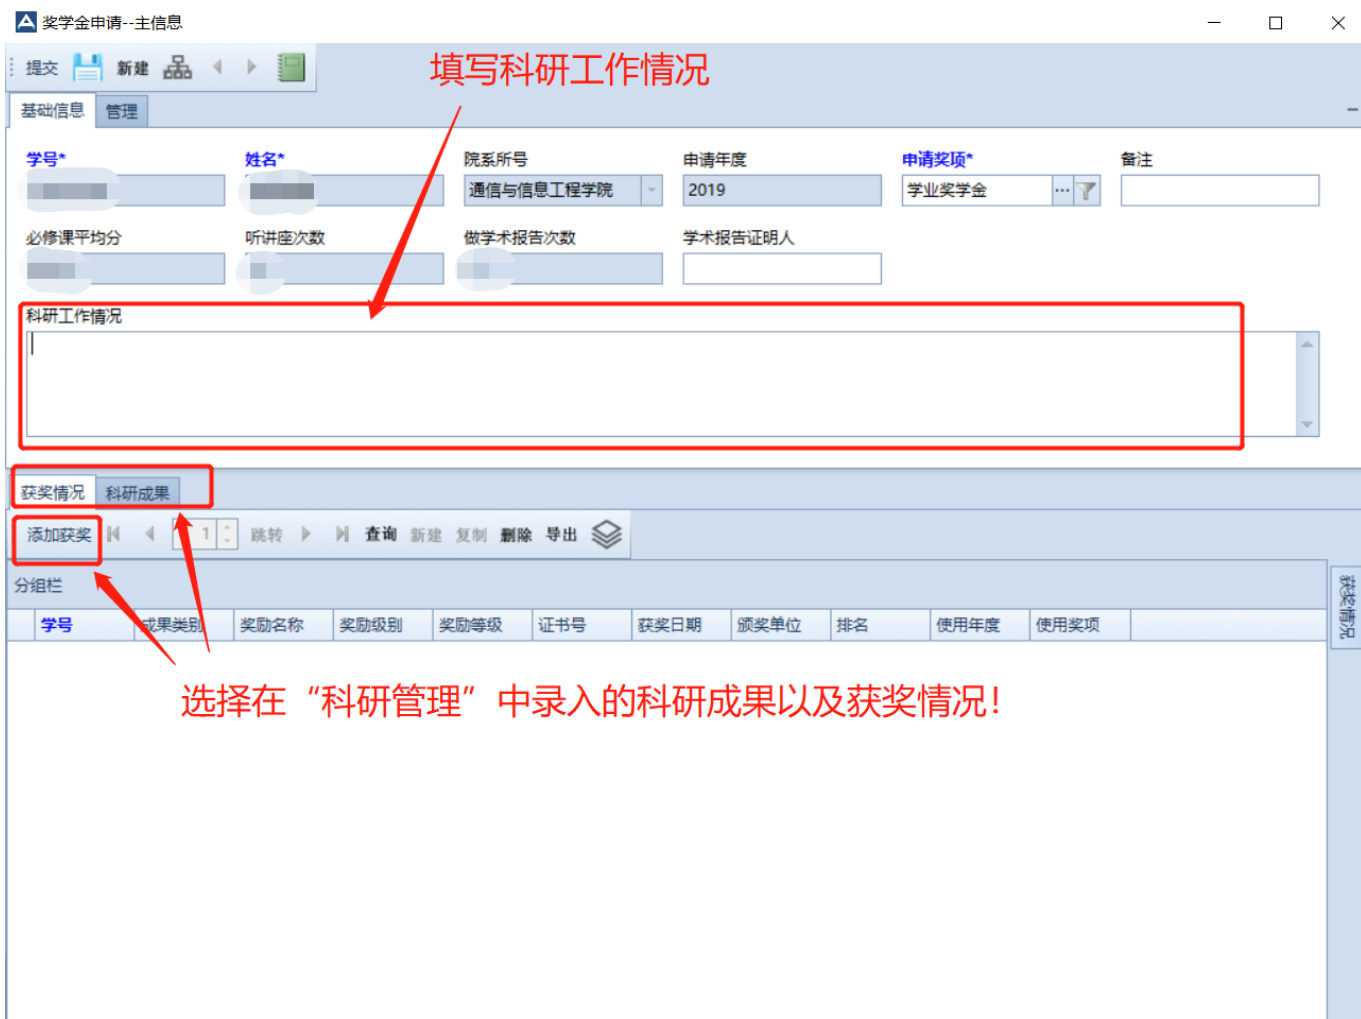 奖学金申请--主信息
提交 新建
填写科研工作情况
基础信息 管理
学号* 姓名* 院系所号 申请年度 申请奖项* 备注
通信与信息工程学院 2019 学业奖学金 ···
必修课平均分 听讲座次数 做学术报告次数 学术报告证明人
科研工作情况
获奖情况 科研成果
添加获奖 1 跳转 查询 新建 复制 删除 导出
分组栏
获奖情况
学号 成果类别 奖励名称 奖励级别 奖励等级 证书号 获奖日期 颁奖单位 排名 使用年度 使用奖项
选择在“科研管理”中录入的科研成果以及获奖情况！